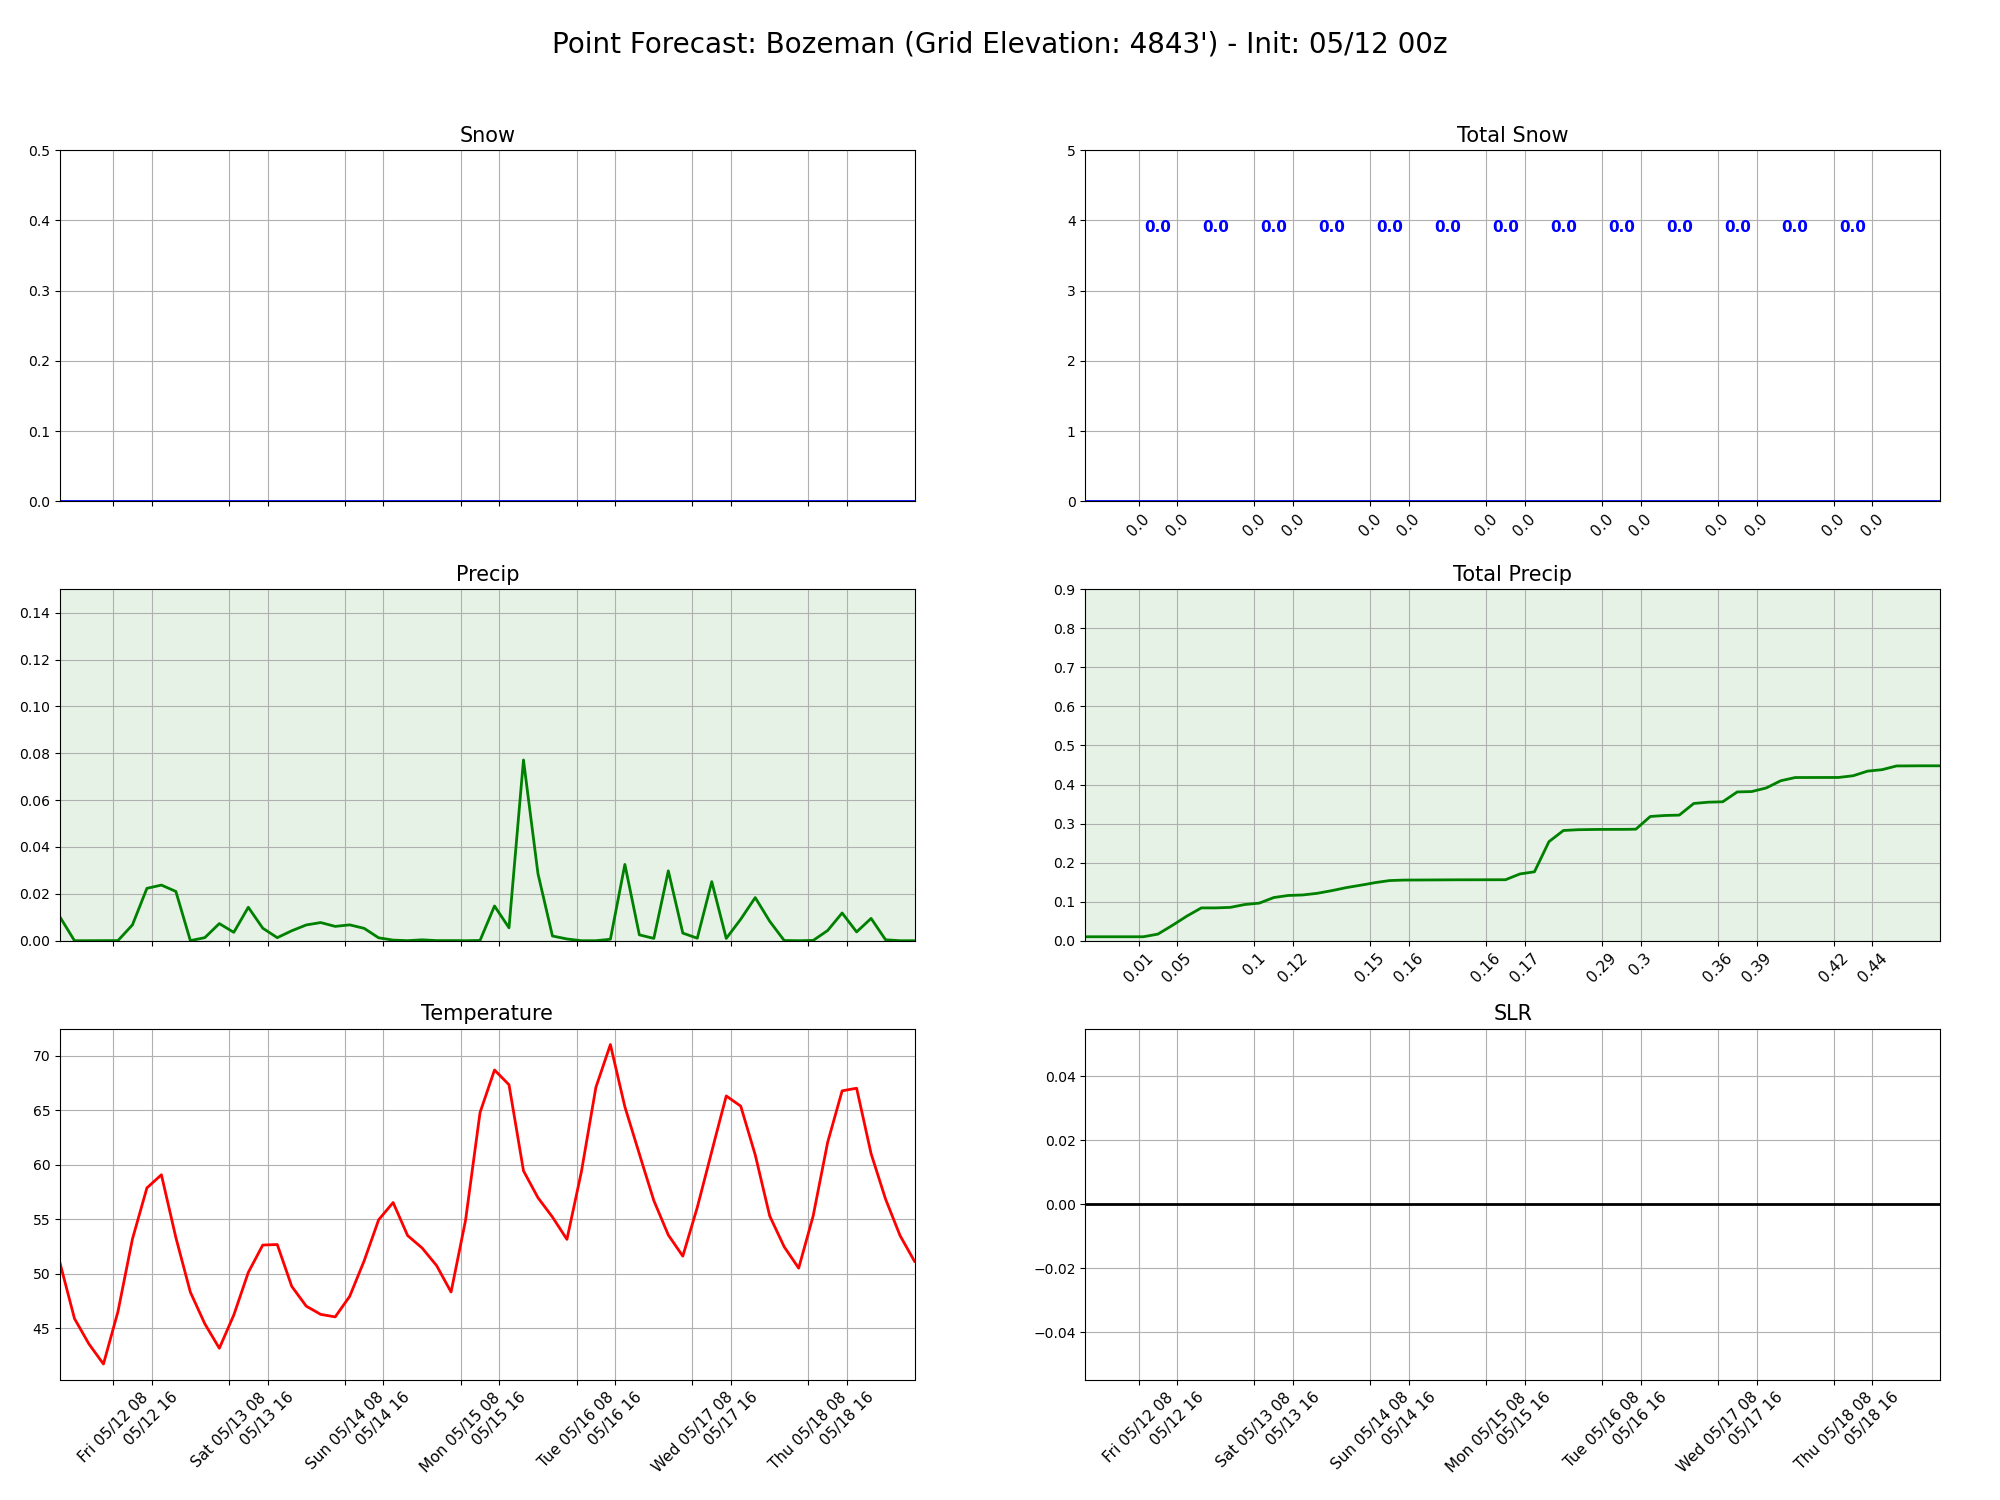 Point Forecast: Bozeman (Grid Elevation: 4843') - Init: 05/12 00z
Snow
0.5
0.4
0.3
0.2
0.1
0.0
Total Snow
5
4
3
2
1
0
0.0 0.0 0.0 0.0 0.0 0.0 0.0 0.0 0.0 0.0 0.0 0.0 0.0
0.0 0.0 0.0 0.0 0.0 0.0 0.0 0.0 0.0 0.0 0.0 0.0 0.0 0.0
Precip
0.14
0.12
0.10
0.08
0.06
0.04
0.02
0.00
Total Precip
0.9
0.8
0.7
0.6
0.5
0.4
0.3
0.2
0.1
0.0
0.01 0.05 0.1 0.12 0.15 0.16 0.16 0.17 0.29 0.3 0.36 0.39 0.42 0.44
Temperature
70
65
60
55
50
45
Fri 05/12 08
05/12 16
Sat 05/13 08
05/13 16
Sun 05/14 08
05/14 16
Mon 05/15 08
05/15 16
Tue 05/16 08
05/16 16
Wed 05/17 08
05/17 16
Thu 05/18 08
05/18 16
SLR
0.04
0.02
0.00
−0.02
−0.04
Fri 05/12 08
05/12 16
Sat 05/13 08
05/13 16
Sun 05/14 08
05/14 16
Mon 05/15 08
05/15 16
Tue 05/16 08
05/16 16
Wed 05/17 08
05/17 16
Thu 05/18 08
05/18 16